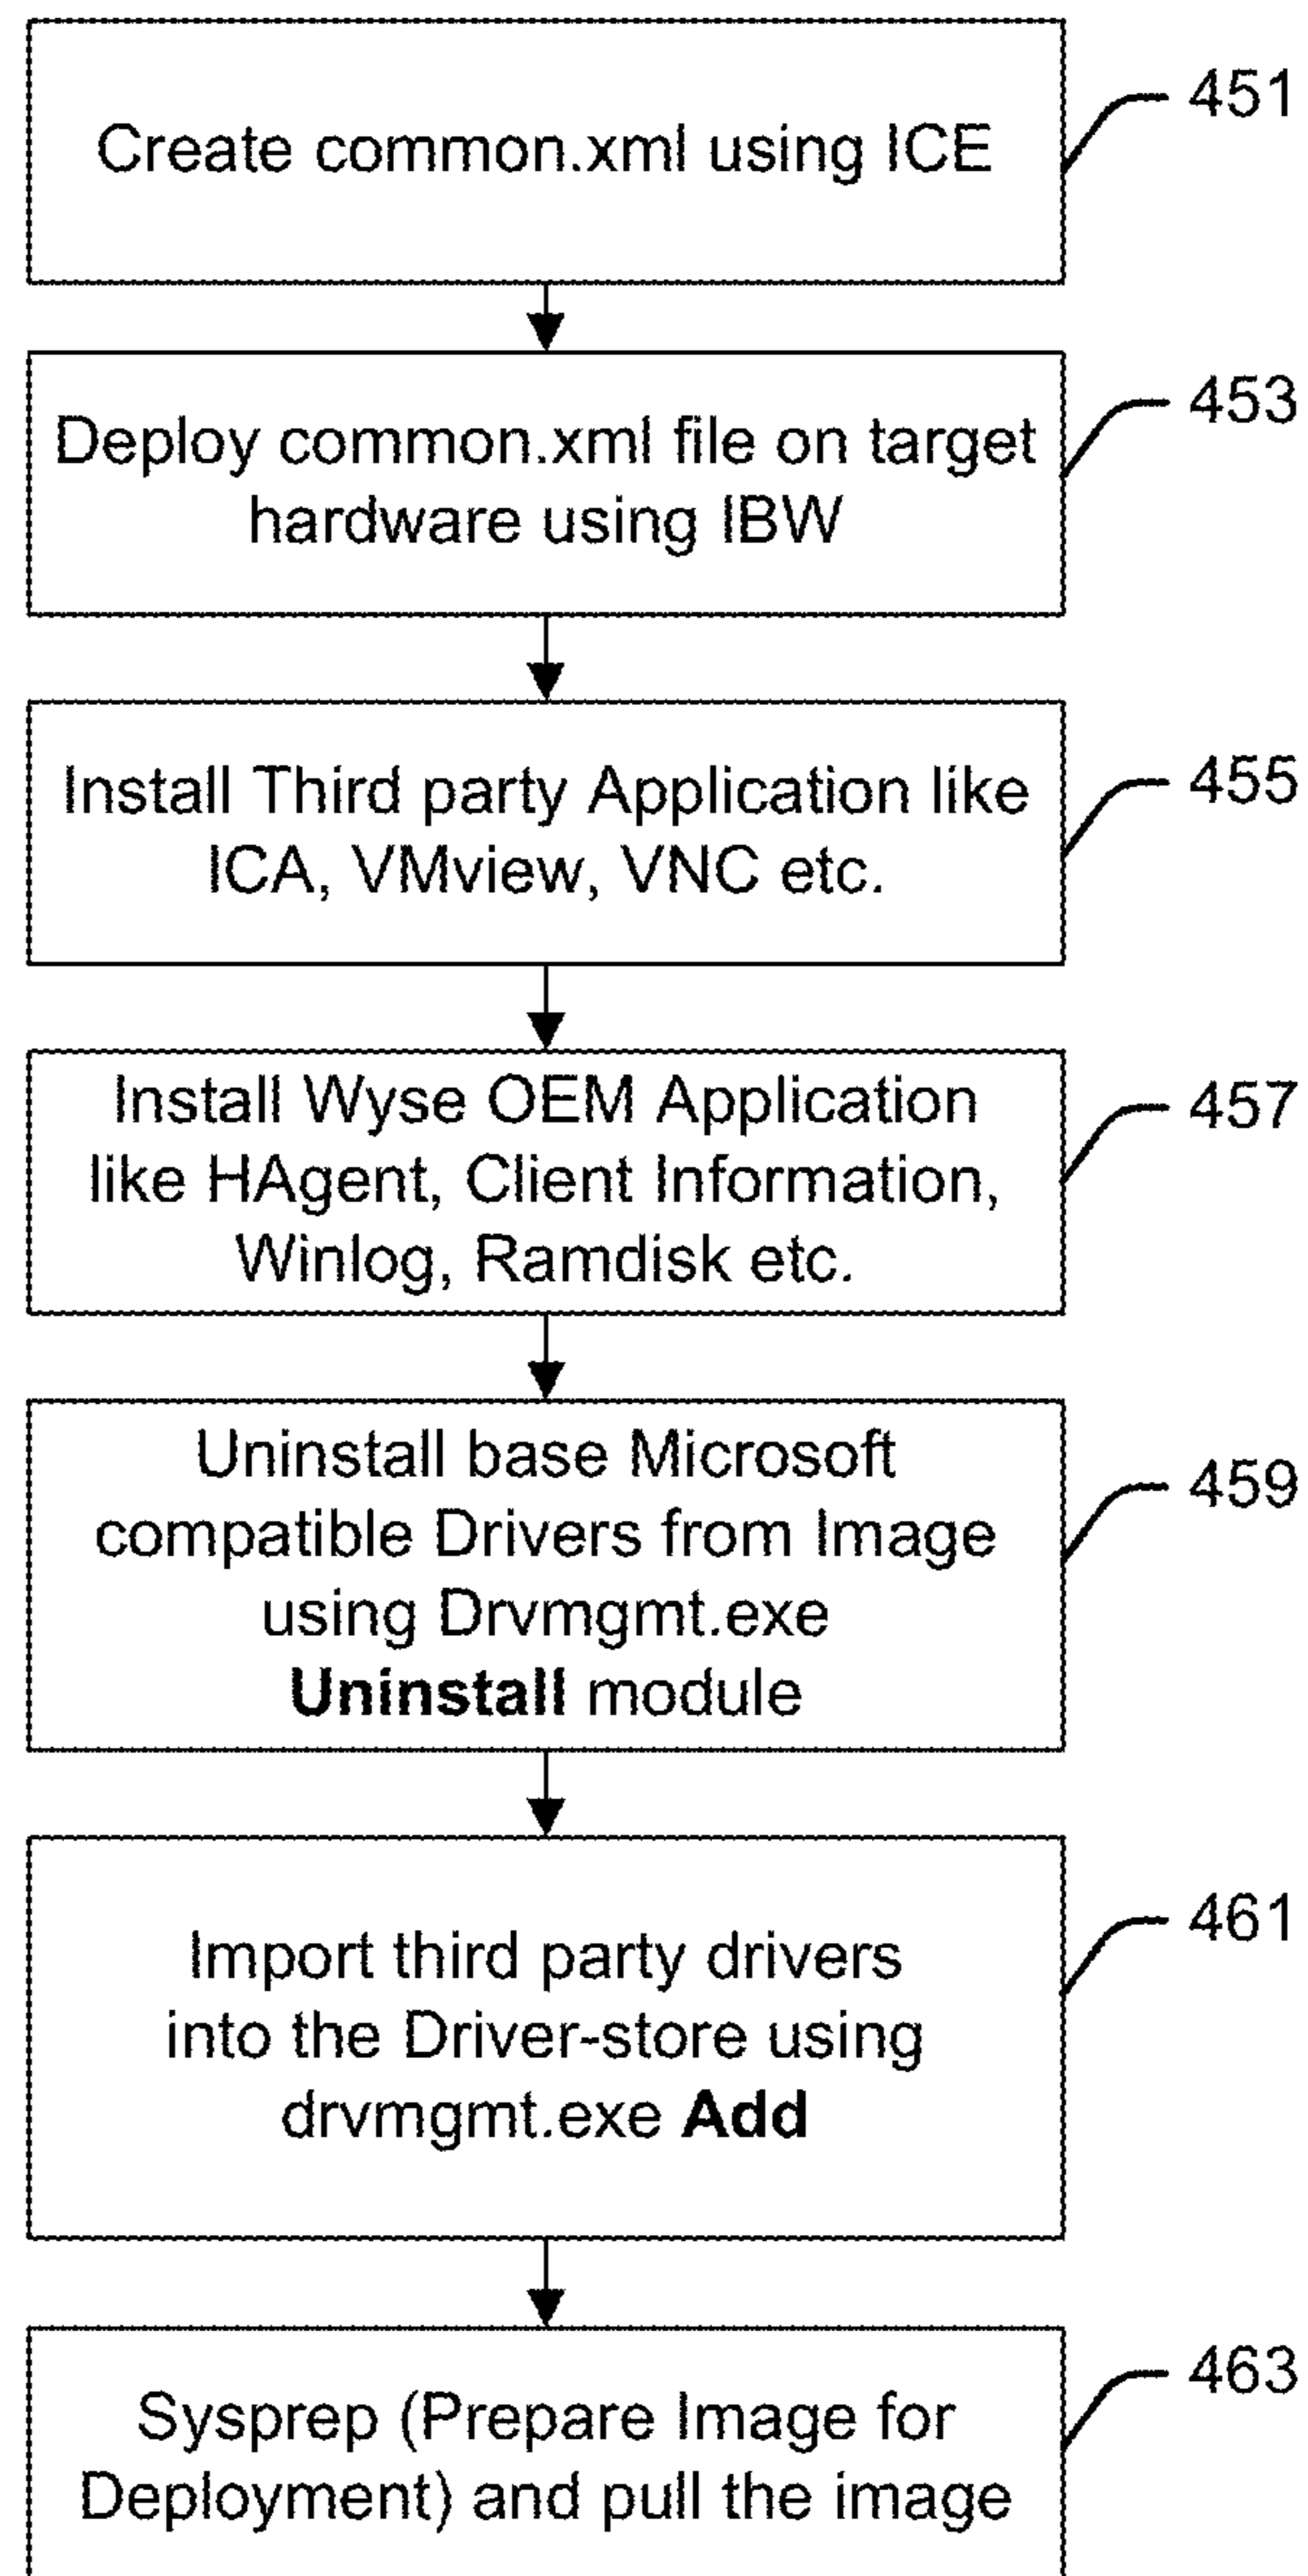 Create common.xml using ICE
451
Deploy common.xml file on target
hardware using IBW
453
Install Third party Application like
ICA, VMview, VNC etc.
455
Install Wyse OEM Application
like HAgent, Client Information,
Winlog, Ramdisk etc.
457
Uninstall base Microsoft
compatible Drivers from Image
using Drvmgmt.exe
Uninstall module
459
Import third party drivers
into the Driver-store using
drvmgmt.exe Add
461
Sysprep (Prepare Image for
Deployment) and pull the image
463